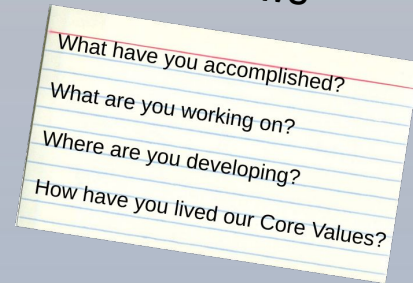 What have you accomplished?
What are you working on?
Where are you developing?
How have you lived our Core Values?